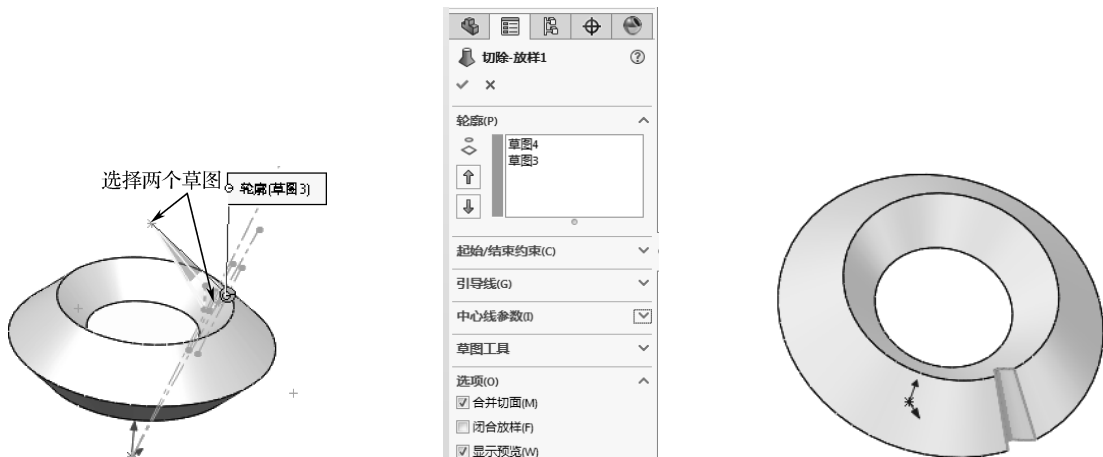 选择两个草图
轮廓(草图3)
切除-放样1
轮廓(P)
草图4
草图3
起始/结束约束(C)
引导线(G)
中心线参数(I)
草图工具
选项(O)
合并切面(M)
闭合放样(F)
显示预览(W)